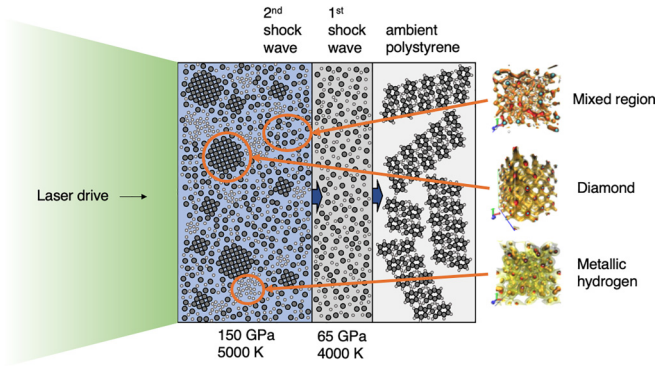 2nd shock wave
1st shock wave
ambient polystyrene
Mixed region
Laser drive
Diamond
Metallic hydrogen
150 GPa
5000 K
65 GPa
4000 K